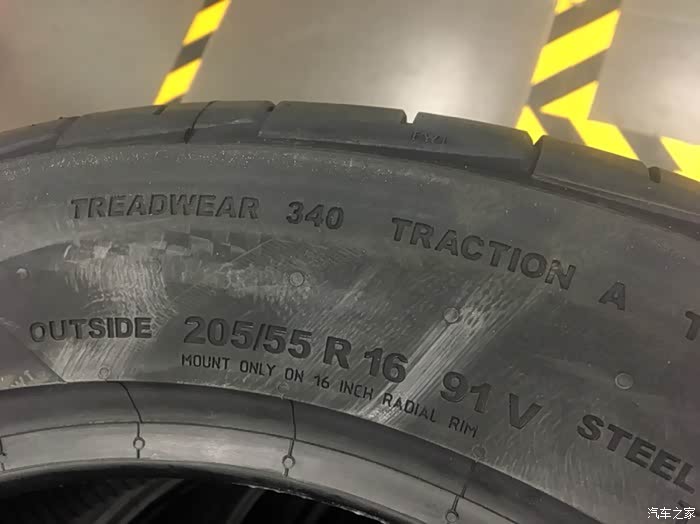 TREADWEAR 340 TRACTION A T
OUTSIDE 205/55 R 16 91 V STEEL
MOUNT ONLY ON 16 INCH RADIAL RIM
汽车之家